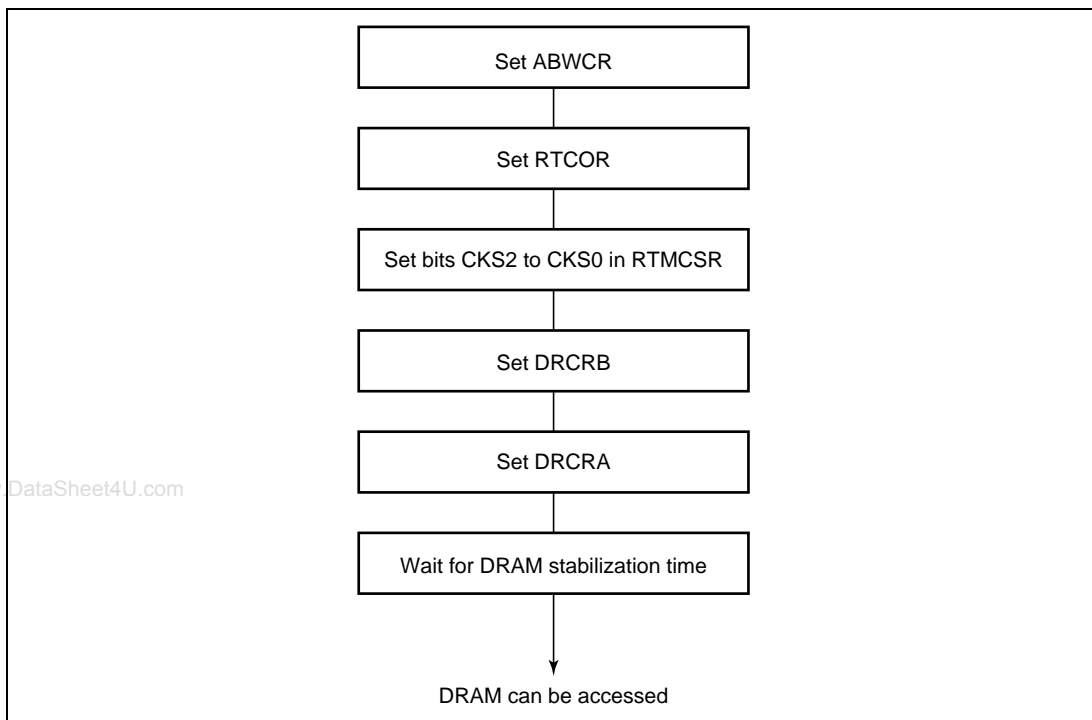 Set ABWCR
Set RTCOR
Set bits CKS2 to CKS0 in RTMCSR
Set DRCRB
Set DRCRA
.DataSheet4U.com
Wait for DRAM stabilization time
DRAM can be accessed